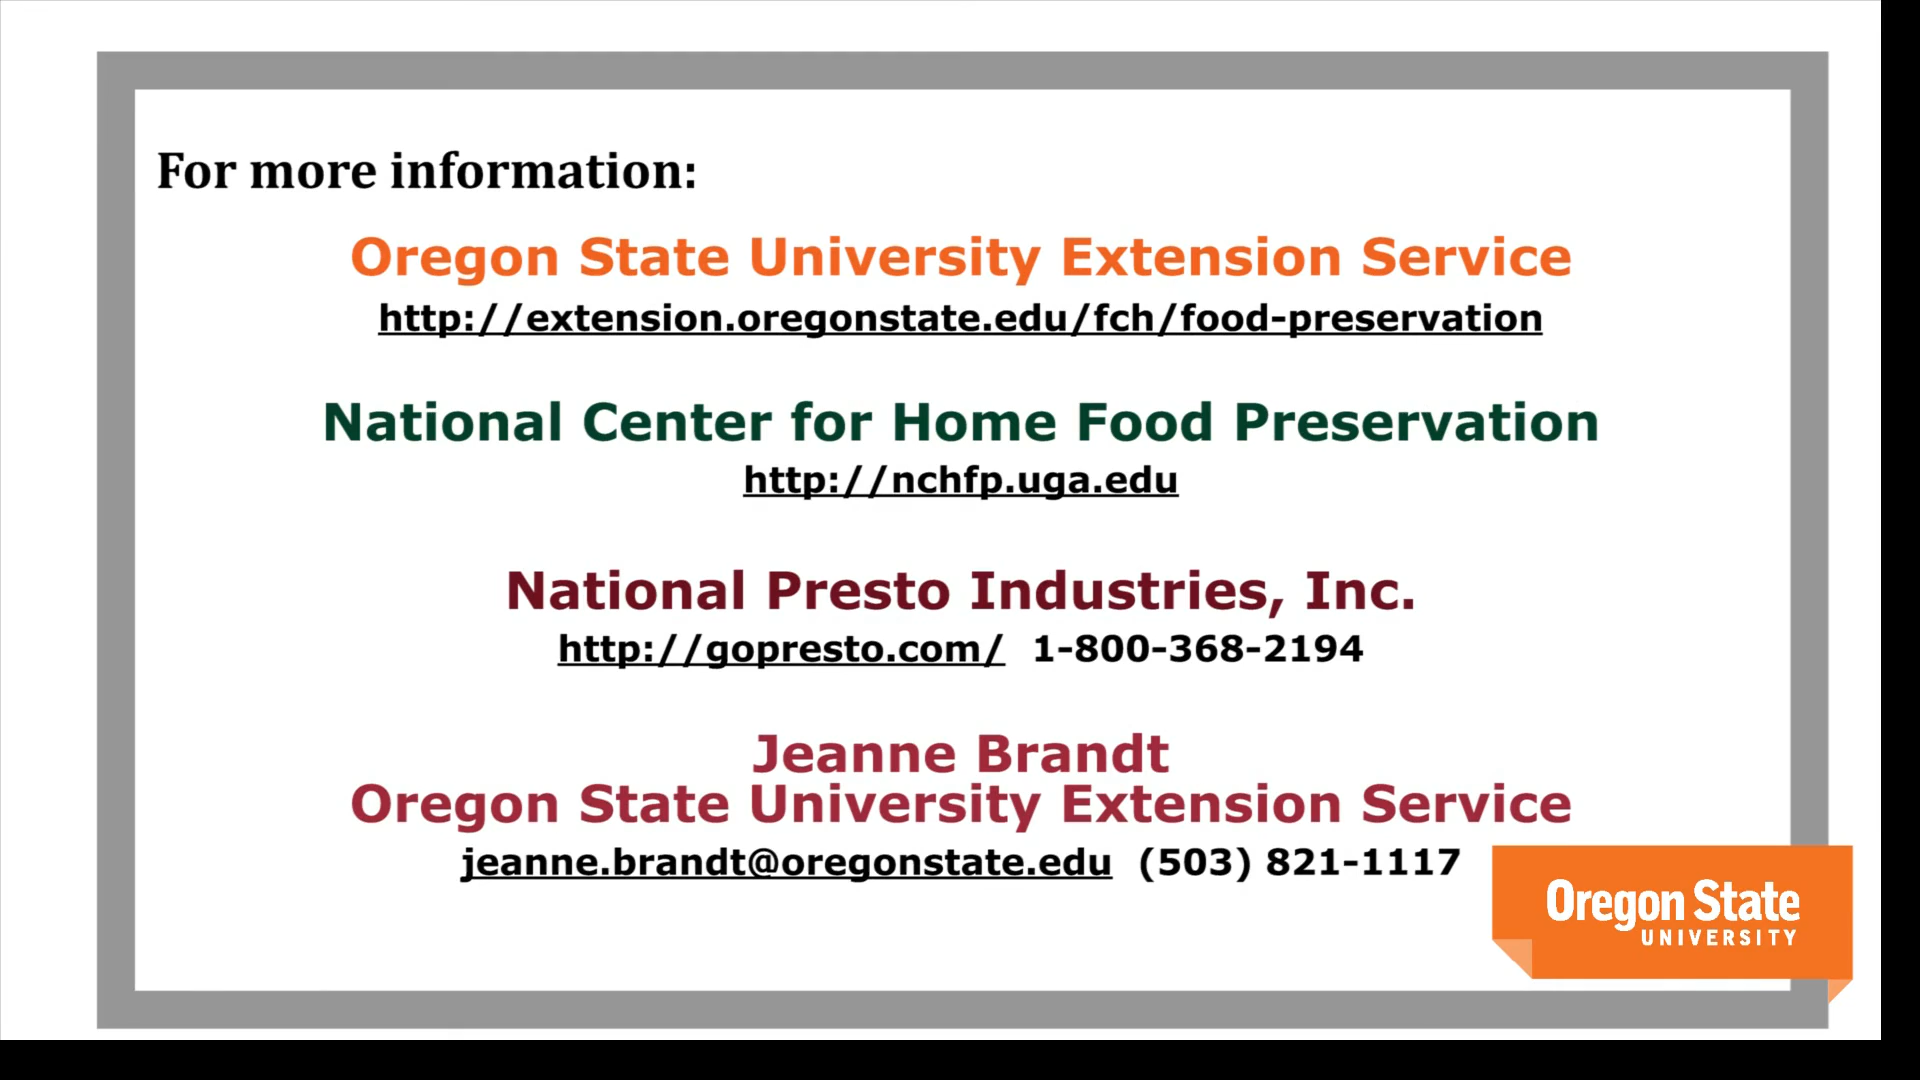 For more information:
Oregon State University Extension Service
http://extension.oregonstate.edu/fch/food-preservation
National Center for Home Food Preservation
http://nchfp.uga.edu
National Presto Industries, Inc.
http://gopresto.com/ 1-800-368-2194
Jeanne Brandt
Oregon State University Extension Service
jeanne.brandt@oregonstate.edu (503) 821-1117
Oregon State
UNIVERSITY